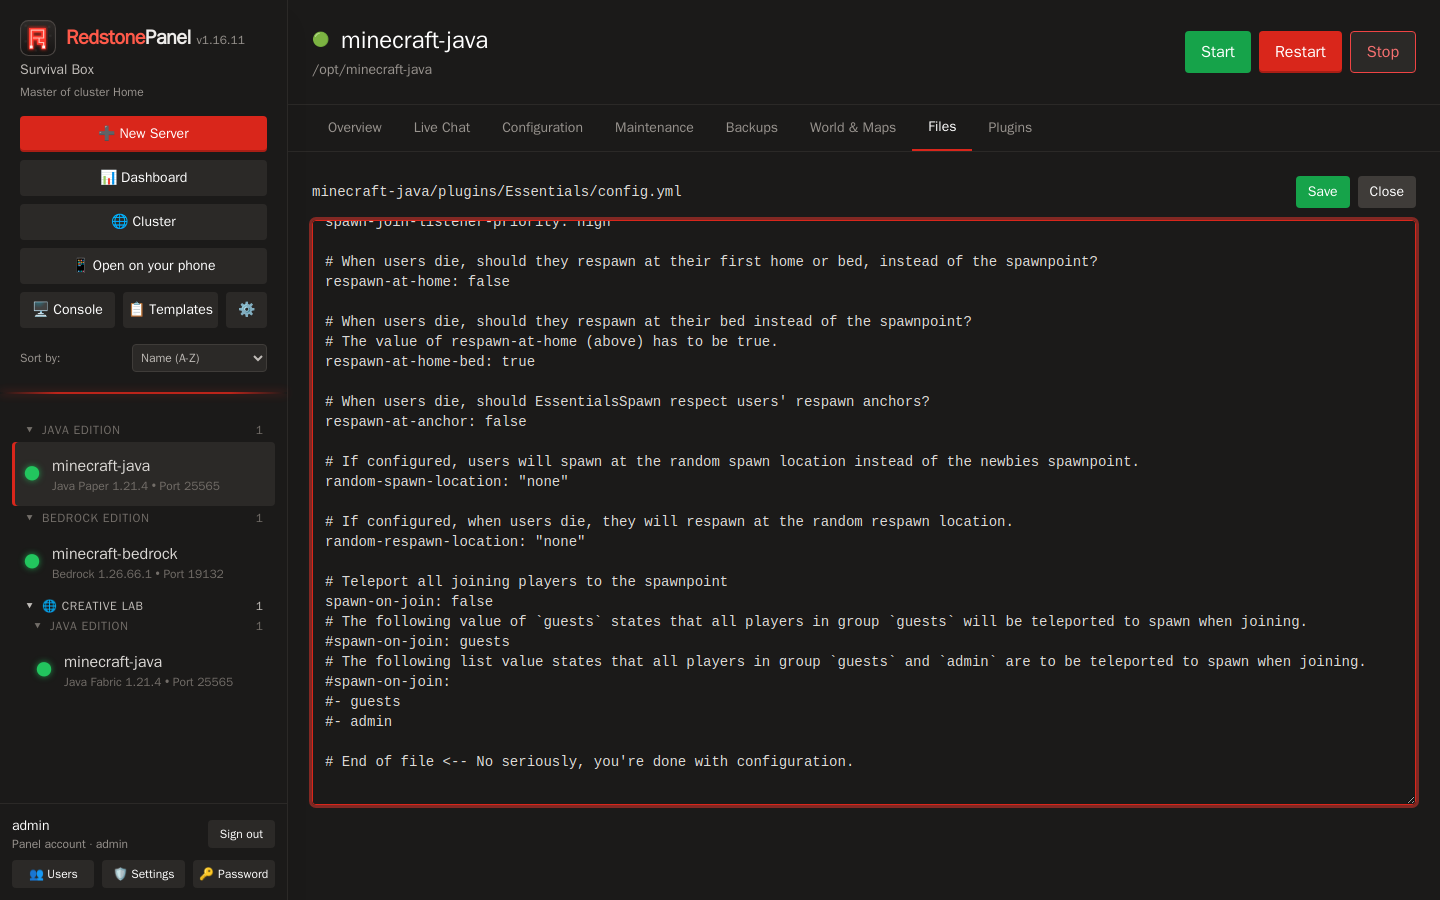 RedstonePanel v1.16.11
Survival Box
Master of cluster Home
➕ New Server
📊 Dashboard
🌐 Cluster
📱 Open on your phone
🖥️ Console
📋 Templates
⚙️
Sort by:
Name (A-Z)
▼ JAVA EDITION 1
minecraft-java
Java Paper 1.21.4 • Port 25565
▼ BEDROCK EDITION 1
minecraft-bedrock
Bedrock 1.26.66.1 • Port 19132
▼ 🌐 CREATIVE LAB 1
▼ JAVA EDITION 1
minecraft-java
Java Fabric 1.21.4 • Port 25565
admin
Panel account · admin
Sign out
👥 Users
🛡️ Settings
🔑 Password
🟢 minecraft-java
/opt/minecraft-java
Start
Restart
Stop
Overview
Live Chat
Configuration
Maintenance
Backups
World & Maps
Files
Plugins
minecraft-java/plugins/Essentials/config.yml
Save
Close
spawn-join-listener-priority: high
# When users die, should they respawn at their first home or bed, instead of the spawnpoint?
respawn-at-home: false
# When users die, should they respawn at their bed instead of the spawnpoint?
# The value of respawn-at-home (above) has to be true.
respawn-at-home-bed: true
# When users die, should EssentialsSpawn respect users' respawn anchors?
respawn-at-anchor: false
# If configured, users will spawn at the random spawn location instead of the newbies spawnpoint.
random-spawn-location: "none"
# If configured, when users die, they will respawn at the random respawn location.
random-respawn-location: "none"
# Teleport all joining players to the spawnpoint
spawn-on-join: false
# The following value of `guests` states that all players in group `guests` will be teleported to spawn when joining.
#spawn-on-join: guests
# The following list value states that all players in group `guests` and `admin` are to be teleported to spawn when joining.
#spawn-on-join:
#- guests
#- admin
# End of file <-- No seriously, you're done with configuration.